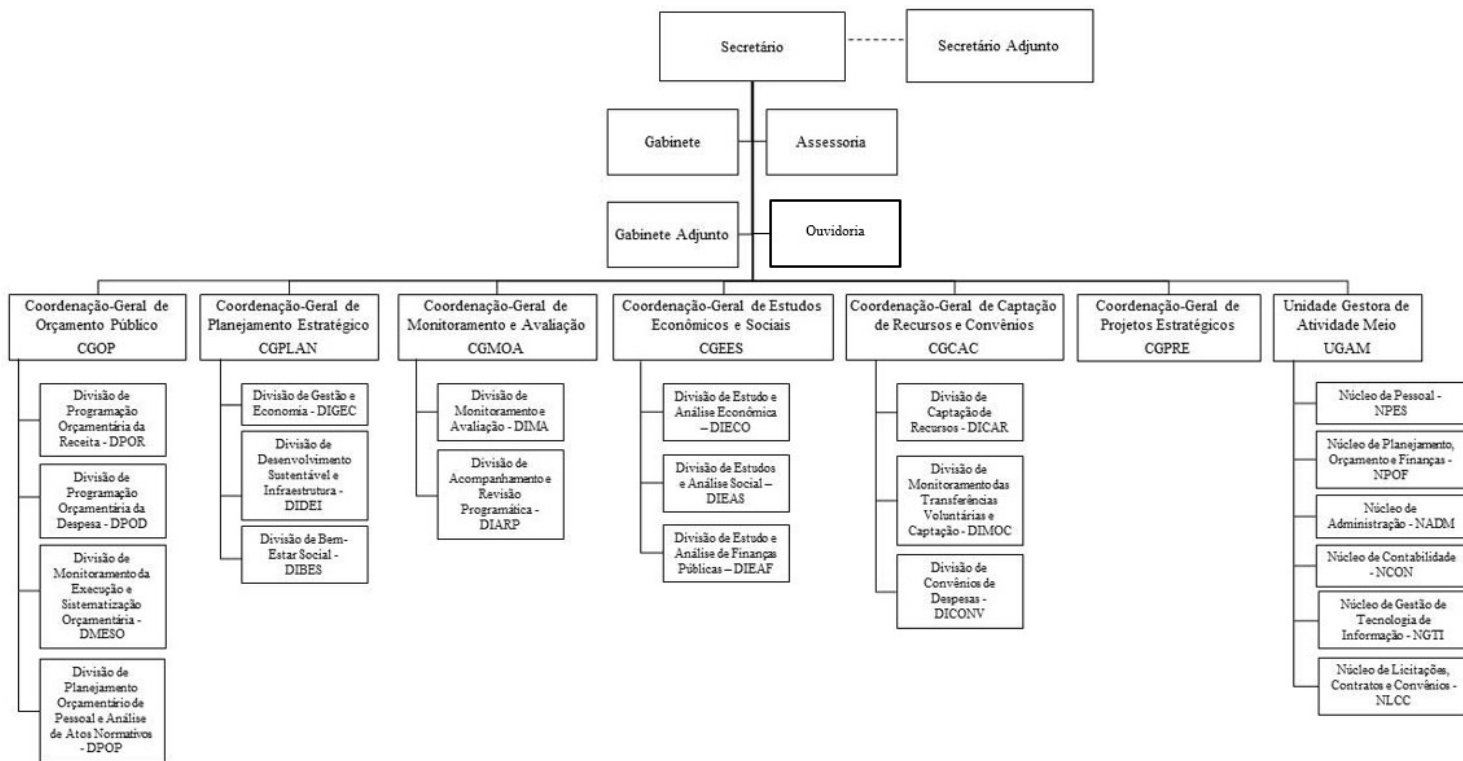 Secretário
Secretário Adjunto
Gabinete
Assessoria
Gabinete Adjunto
Ouvidoria
Coordenação-Geral de
Orçamento Público
CGOP
Divisão de
Programação
Orçamentária da
Receita - DPOR
Divisão de
Programação
Orçamentária da
Despesa - DPOD
Divisão de
Monitoramento da
Execução e
Sistematização
Orçamentária -
DMESO
Divisão de
Planejamento
Orçamentário de
Pessoal e Análise
de Atos Normativos
- DPOP
Coordenação-Geral de
Planejamento Estratégico
CGPLAN
Divisão de Gestão e
Economia - DIGEC
Divisão de
Desenvolvimento
Sustentável e
Infraestrutura -
DIDEI
Divisão de Bem-
Estar Social -
DIBES
Coordenação-Geral de
Monitoramento e Avaliação
CGMOA
Divisão de
Monitoramento e
Avaliação - DIMA
Divisão de
Acompanhamento e
Revisão
Programática -
DIARP
Coordenação-Geral de Estudos
Econômicos e Sociais
CGEES
Divisão de Estudo e
Análise Econômica
– DIECO
Divisão de Estudos
e Análise Social –
DIEAS
Divisão de Estudo e
Análise de Finanças
Públicas – DIEAF
Coordenação-Geral de Captação
de Recursos e Convênios
CGCAC
Divisão de
Captação de
Recursos - DICAR
Divisão de
Monitoramento das
Transferências
Voluntárias e
Captação - DIMOC
Divisão de
Convênios de
Despesas -
DICONV
Coordenação-Geral de
Projetos Estratégicos
CGPRE
Unidade Gestora de
Atividade Meio
UGAM
Núcleo de Pessoal -
NPES
Núcleo de Planejamento,
Orçamento e Finanças -
NPOF
Núcleo de
Administração - NADM
Núcleo de Contabilidade
- NCON
Núcleo de Gestão de
Tecnologia de
Informação - NGTI
Núcleo de Licitações,
Contratos e Convênios -
NLCC